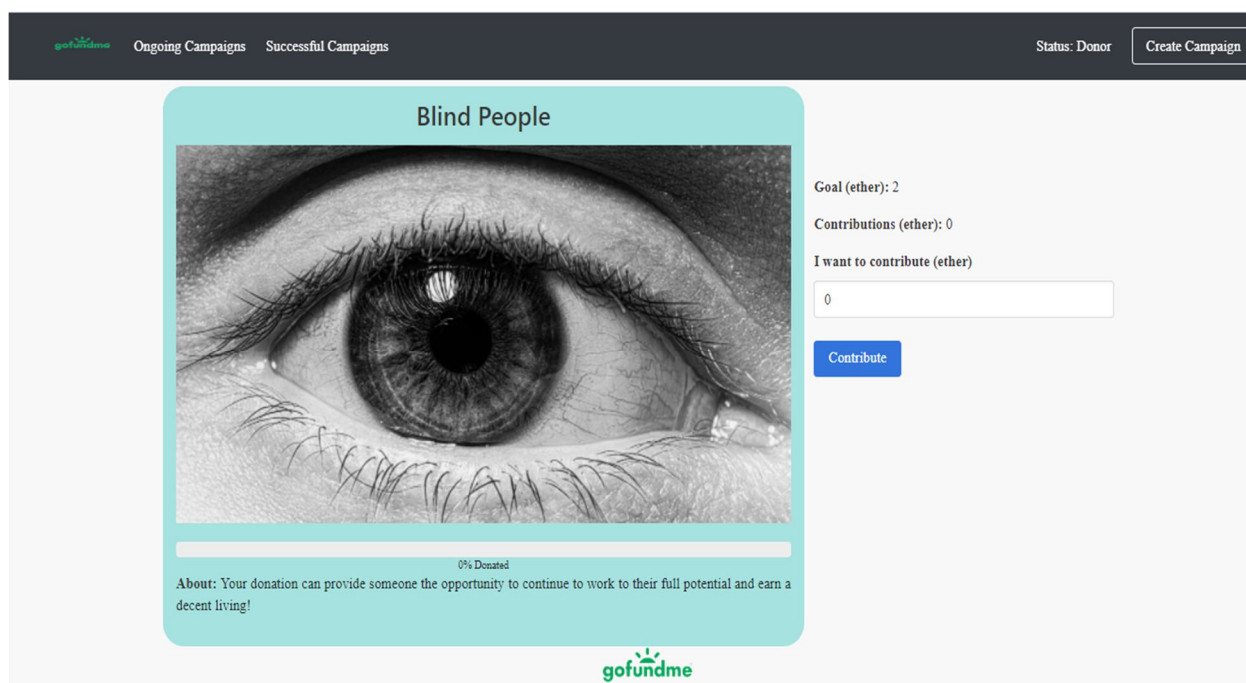 gofundme Ongoing Campaigns Successful Campaigns Status: Donor Create Campaign
Blind People
Goal (ether): 2
Contributions (ether): 0
I want to contribute (ether)
0
Contribute
0% Donated
About: Your donation can provide someone the opportunity to continue to work to their full potential and earn a
decent living!
gofundme